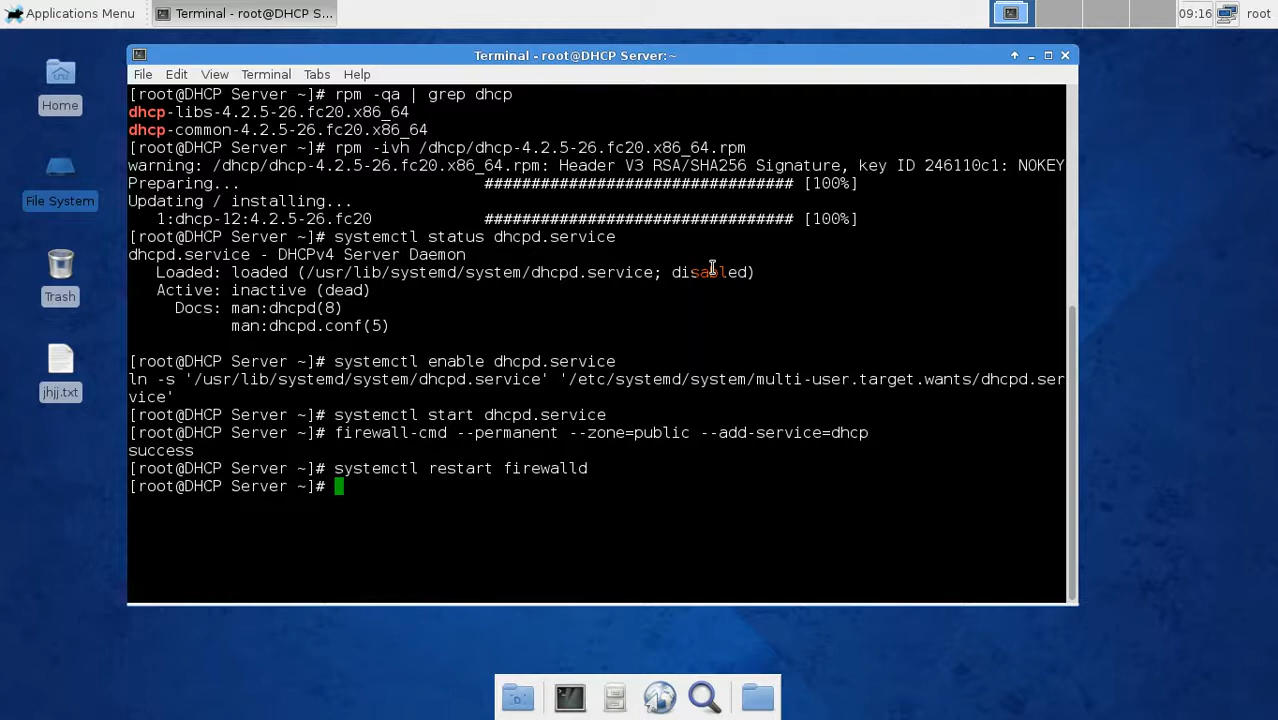 Applications Menu
Terminal - root@DHCP S...
09:16
root
Terminal - root@DHCP Server:~
File Edit View Terminal Tabs Help
[root@DHCP Server ~]# rpm -qa | grep dhcp
dhcp-libs-4.2.5-26.fc20.x86_64
dhcp-common-4.2.5-26.fc20.x86_64
[root@DHCP Server ~]# rpm -ivh /dhcp/dhcp-4.2.5-26.fc20.x86_64.rpm
warning: /dhcp/dhcp-4.2.5-26.fc20.x86_64.rpm: Header V3 RSA/SHA256 Signature, key ID 246110c1: NOKEY
Preparing... ################################# [100%]
Updating / installing...
1:dhcp-12:4.2.5-26.fc20 ################################# [100%]
[root@DHCP Server ~]# systemctl status dhcpd.service
dhcpd.service - DHCPv4 Server Daemon
Loaded: loaded (/usr/lib/systemd/system/dhcpd.service; disabled)
Active: inactive (dead)
Docs: man:dhcpd(8)
man:dhcpd.conf(5)
[root@DHCP Server ~]# systemctl enable dhcpd.service
ln -s '/usr/lib/systemd/system/dhcpd.service' '/etc/systemd/system/multi-user.target.wants/dhcpd.ser
vice'
[root@DHCP Server ~]# systemctl start dhcpd.service
[root@DHCP Server ~]# firewall-cmd --permanent --zone=public --add-service=dhcp
success
[root@DHCP Server ~]# systemctl restart firewalld
[root@DHCP Server ~]#
Home
File System
Trash
jhjj.txt